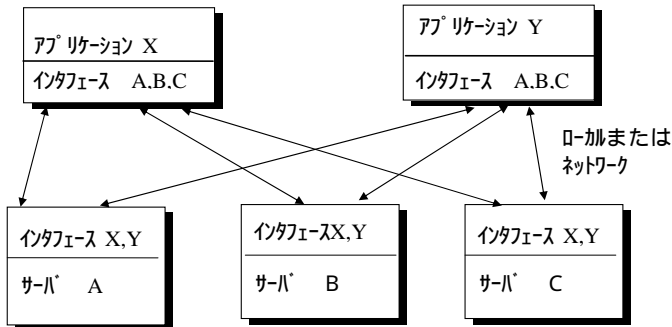 アプリケーション X
インタフェース A,B,C
アプリケーション Y
インタフェース A,B,C
ローカルまたは
ネットワーク
インタフェース X,Y
サーバ A
インタフェースX,Y
サーバ B
インタフェース X,Y
サーバ C